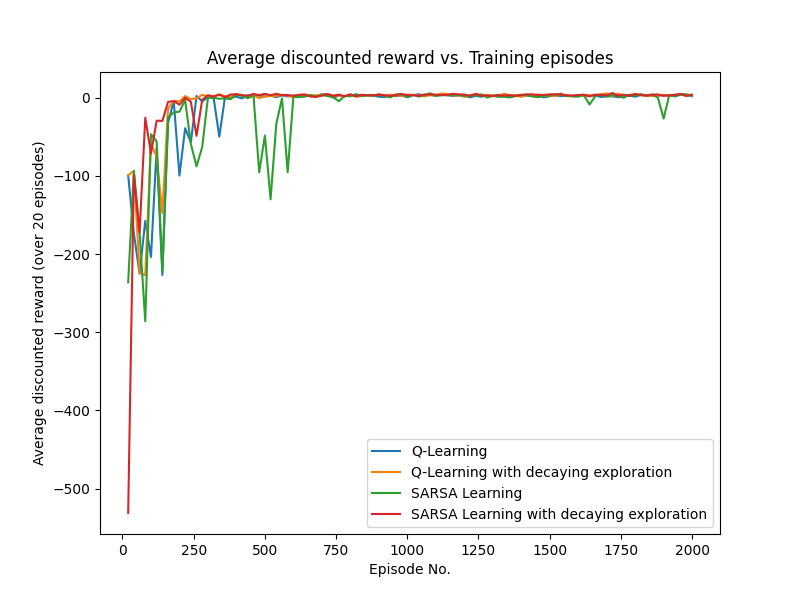 Average discounted reward vs. Training episodes
Average discounted reward (over 20 episodes)
0
−100
−200
−300
−400
−500
Q-Learning
Q-Learning with decaying exploration
SARSA Learning
SARSA Learning with decaying exploration
0 250 500 750 1000 1250 1500 1750 2000
Episode No.